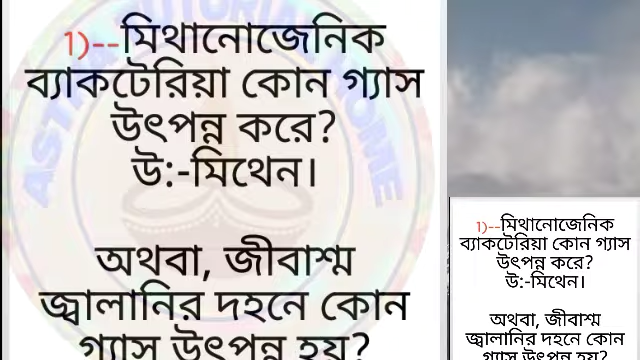 1)--মিথানোজেনিক
ব্যাকটেরিয়া কোন গ্যাস
উৎপন্ন করে?
উ:-মিথেন।
অথবা, জীবাশ্ম
জ্বালানির দহনে কোন
গ্যাস উৎপন্ন হয়?
1)--মিথানোজেনিক
ব্যাকটেরিয়া কোন গ্যাস
উৎপন্ন করে?
উ:-মিথেন।
অথবা, জীবাশ্ম
জ্বালানির দহনে কোন
গ্যাস উৎপন্ন হয়?